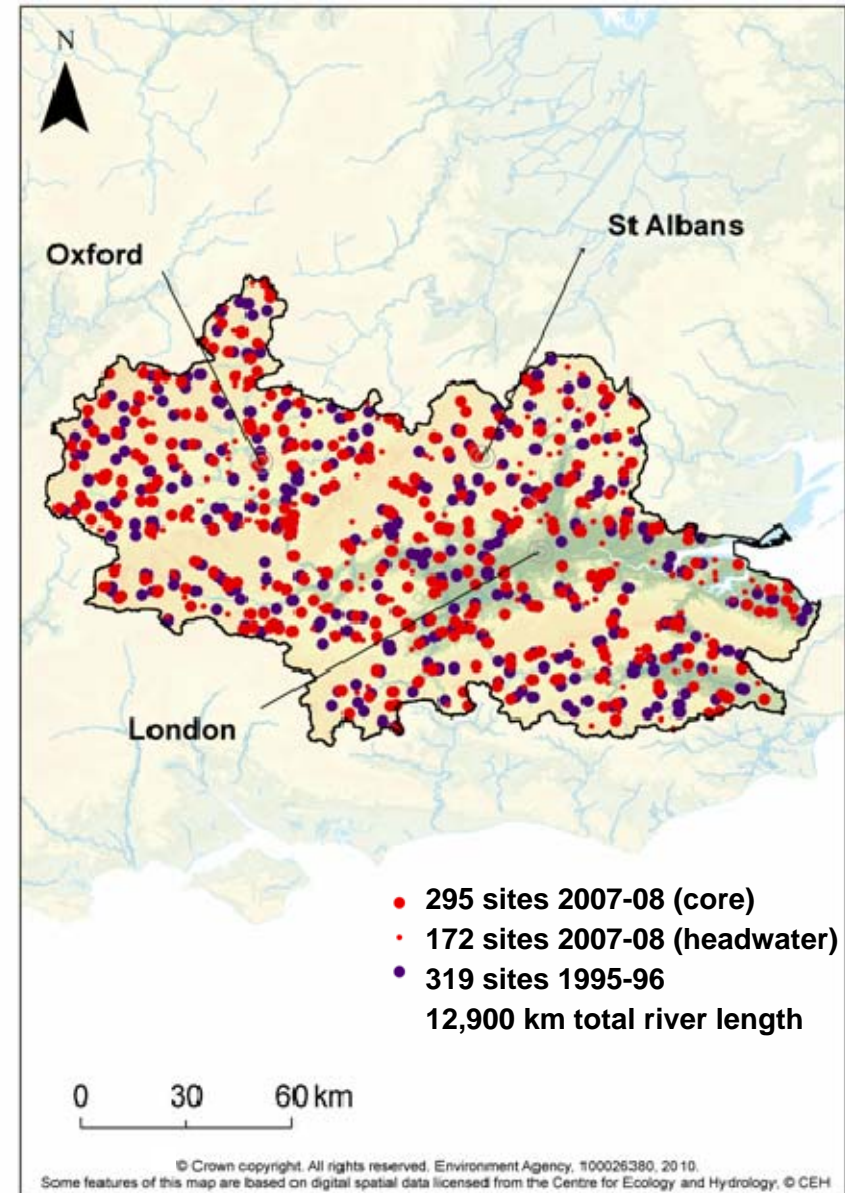 N
Oxford
St Albans
London
295 sites 2007-08 (core)
172 sites 2007-08 (headwater)
319 sites 1995-96
12,900 km total river length
0 30 60 km
© Crown copyright. All rights reserved. Environment Agency, 100026380, 2010.
Some features of this map are based on digital spatial data licensed from the Centre for Ecology and Hydrology, © CEH